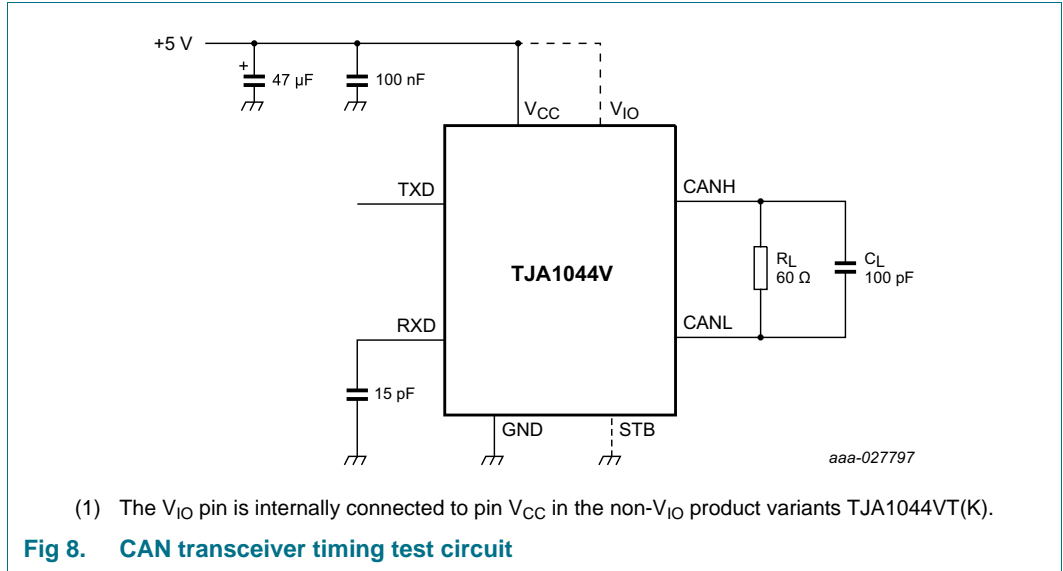 +5 V
+
47 µF
100 nF
VCC
VIO
TXD
CANH
TJA1044V
RL
60 Ω
CL
100 pF
RXD
CANL
15 pF
GND
STB
aaa-027797
(1) The VIO pin is internally connected to pin VCC in the non-VIO product variants TJA1044VT(K).
Fig 8. CAN transceiver timing test circuit